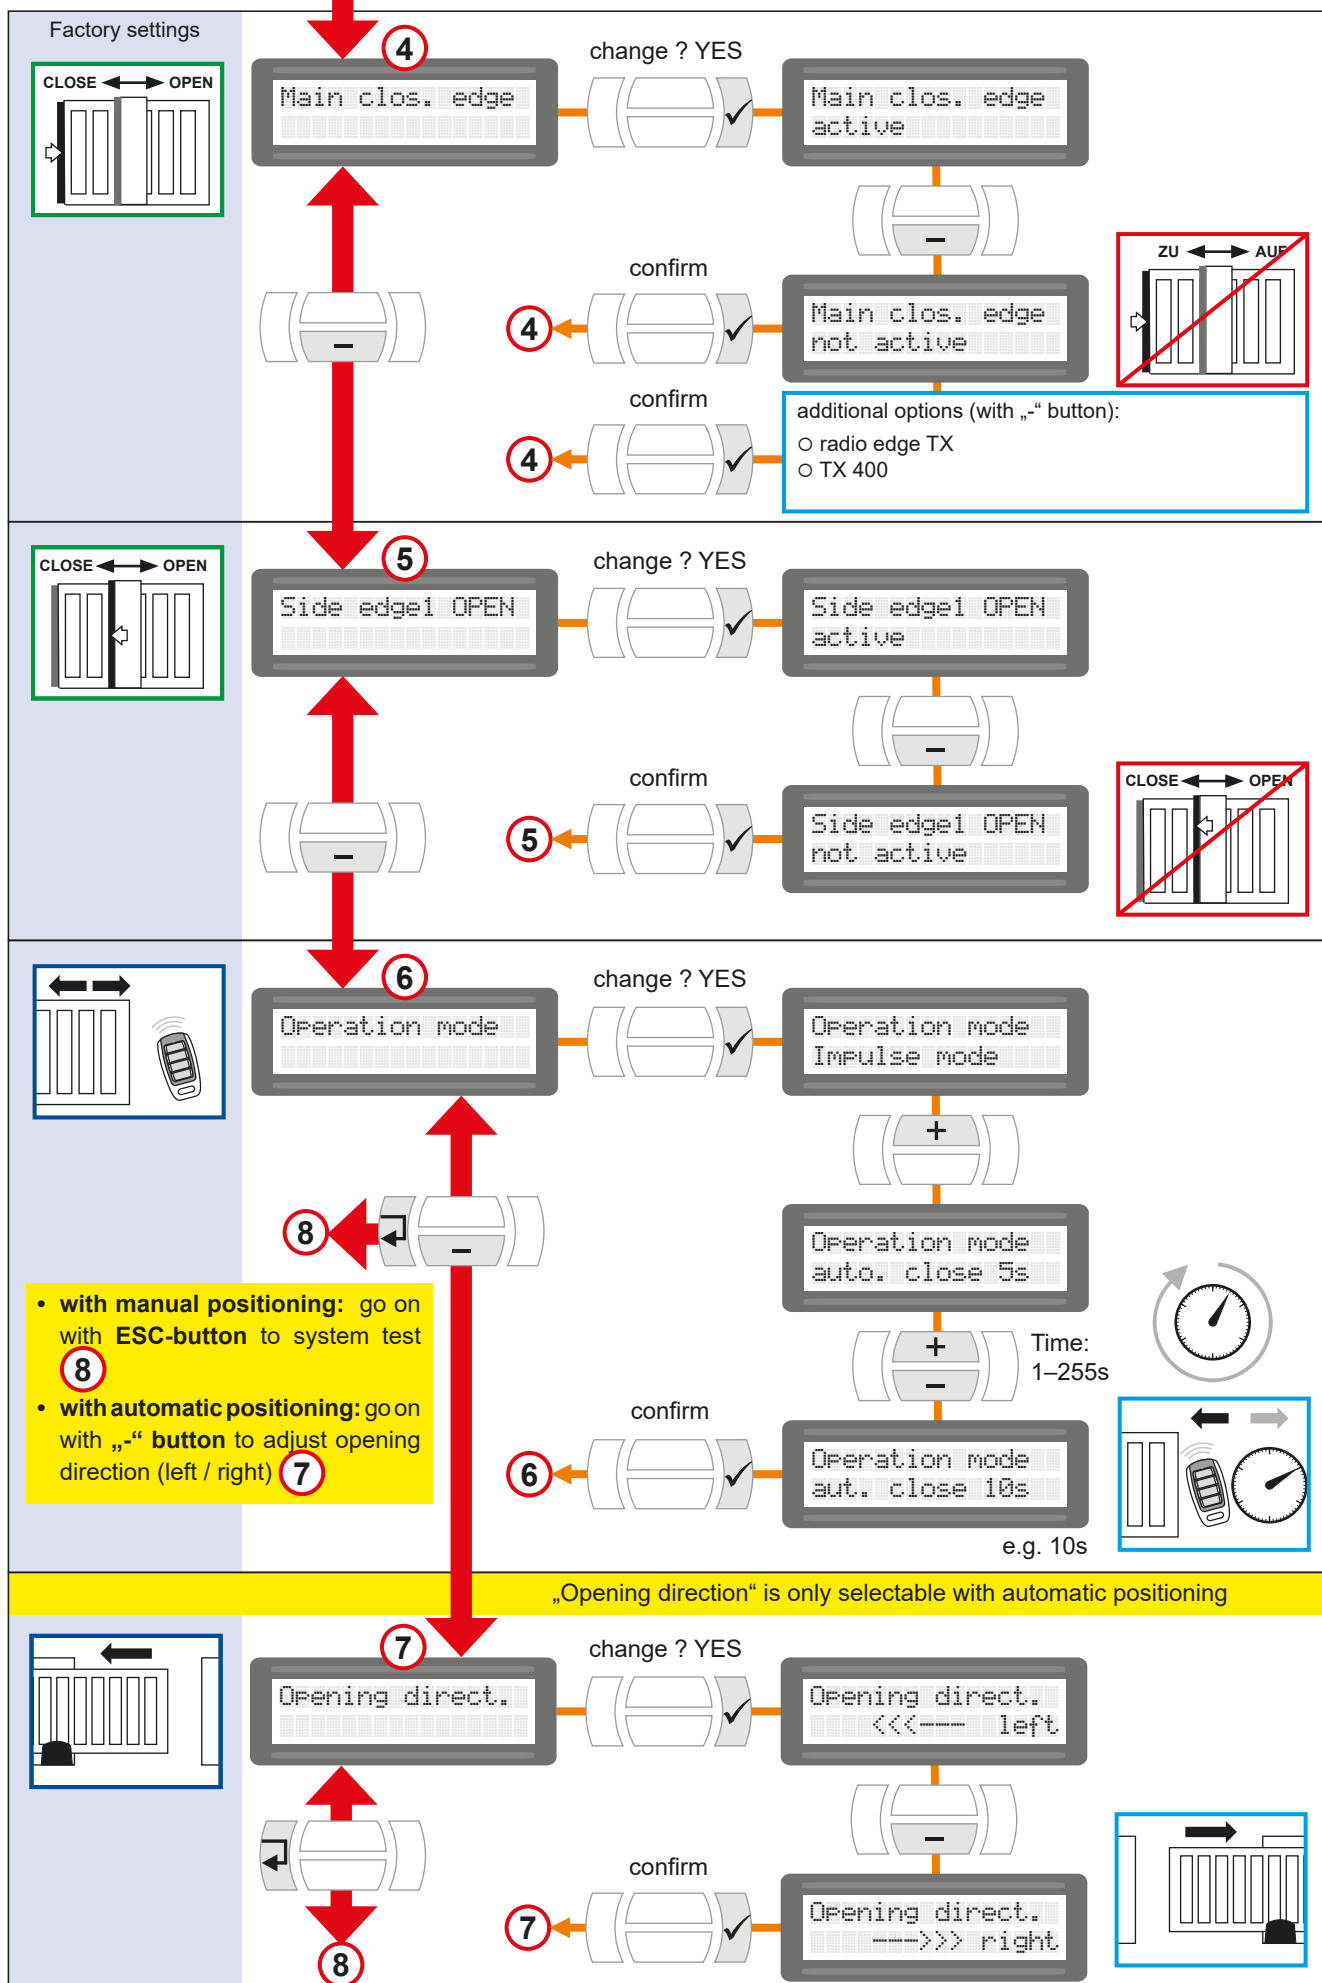 Factory settings
CLOSE OPEN
4
change ? YES
Main clos. edge
Main clos. edge
active
-
-
ZU AUF
confirm
4
Main clos. edge
not active
confirm
4
additional options (with „-“ button):
radio edge TX
TX 400
CLOSE OPEN
5
change ? YES
Side edge1 OPEN
Side edge1 OPEN
active
-
-
confirm
5
Side edge1 OPEN
not active
CLOSE OPEN
6
change ? YES
Operation mode
Operation mode
Impulse mode
+
8
-
Operation mode
auto. close 5s
• with manual positioning: go on
with ESC-button to system test
8
• with automatic positioning: go on
with „-“ button to adjust opening
direction (left / right) 7
+
-
Time:
1–255s
confirm
6
Operation mode
aut. close 10s
e.g. 10s
„Opening direction“ is only selectable with automatic positioning
7
change ? YES
Opening direct.
Opening direct.
<<<--- left
-
confirm
7
Opening direct.
--->>> right
8